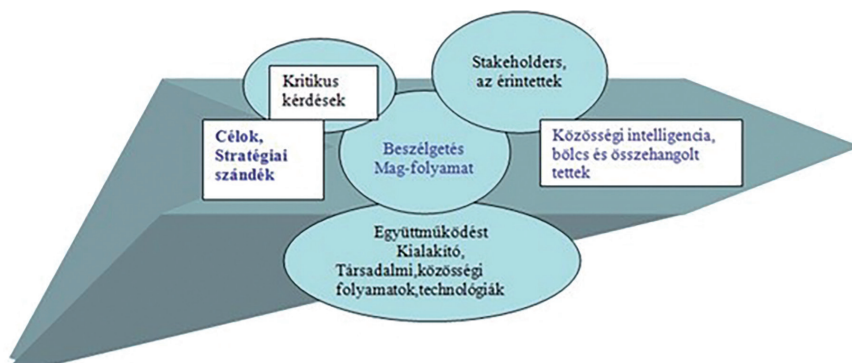 Kritikus
kérdések
Stakeholders,
az érintettek
Célok,
Stratégiai
szándék
Beszélgetés
Mag-folyamat
Közösségi intelligencia,
bölcs és összehangolt
tettek
Együttműködést
Kialakító,
Társadalmi,közösségi
folyamatok,technológiák